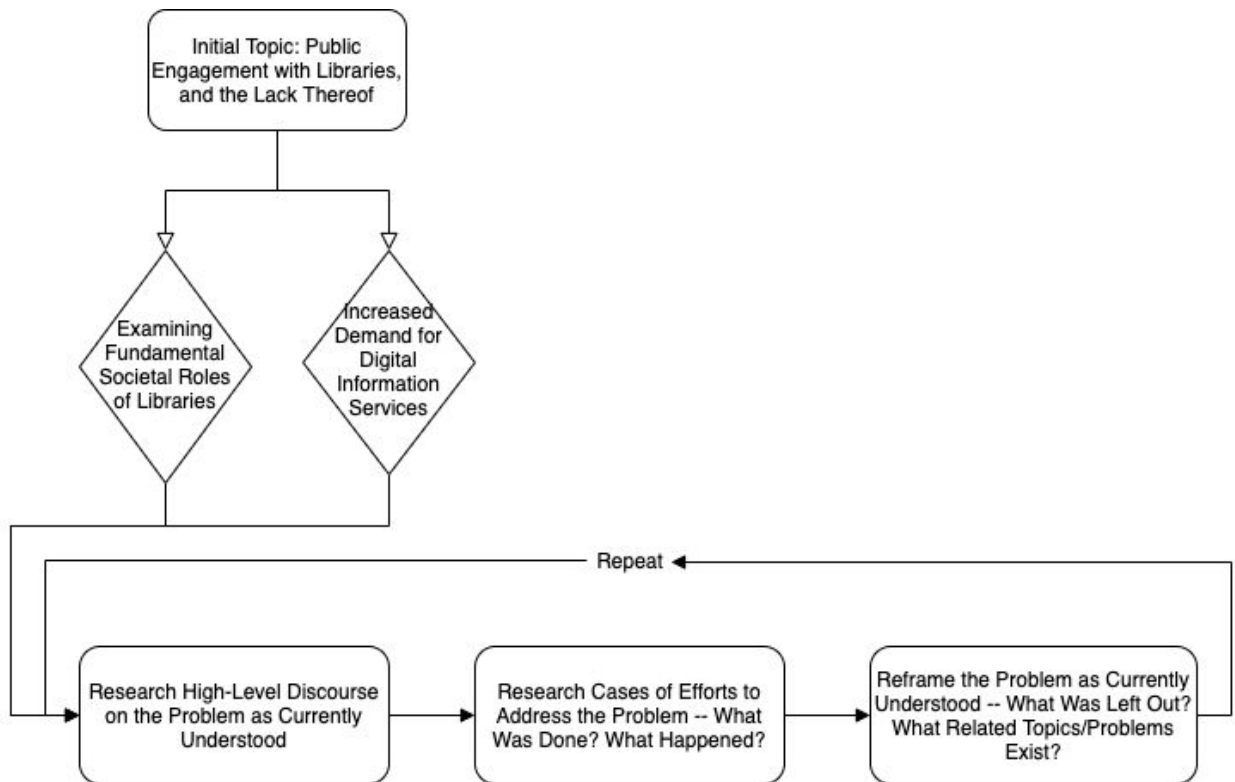 Initial Topic: Public
Engagement with Libraries,
and the Lack Thereof
Examining
Fundamental
Societal Roles
of Libraries
Increased
Demand for
Digital
Information
Services
Repeat
Research High-Level Discourse
on the Problem as Currently
Understood
Research Cases of Efforts to
Address the Problem -- What
Was Done? What Happened?
Reframe the Problem as Currently
Understood -- What Was Left Out?
What Related Topics/Problems
Exist?